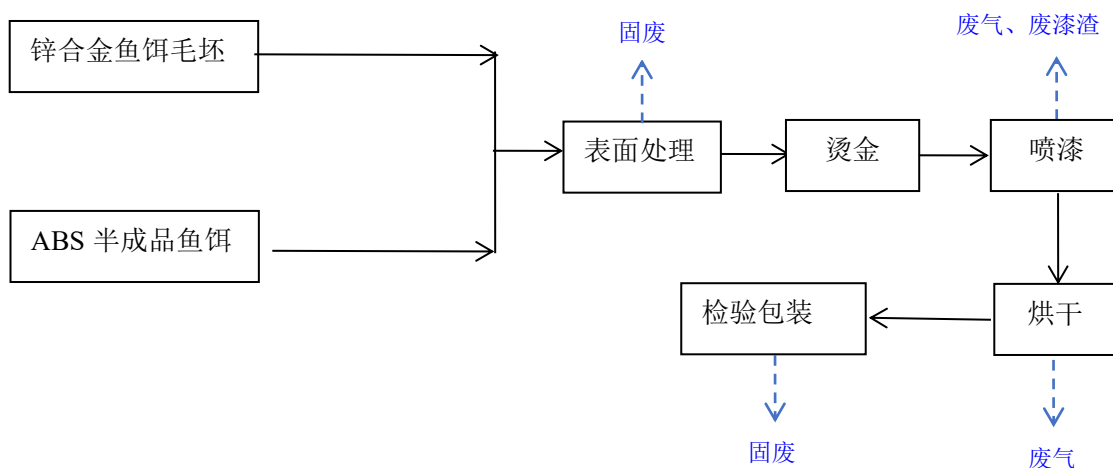 固废
废气、废漆渣
锌合金鱼饵毛坯
表面处理
烫金
喷漆
ABS 半成品鱼饵
检验包装
烘干
固废
废气